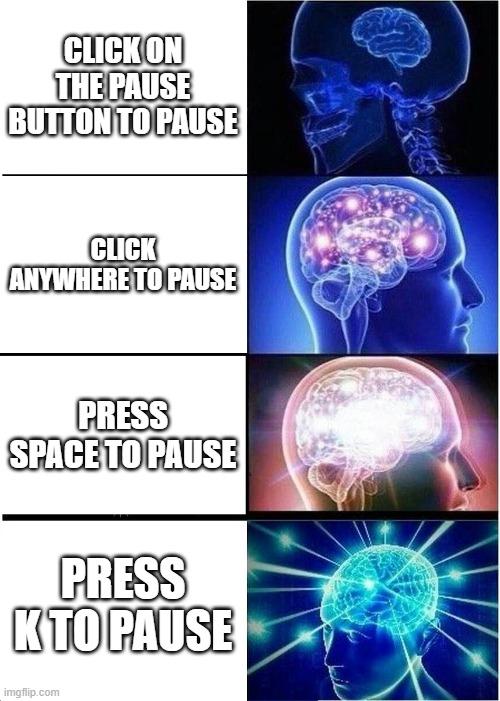 CLICK ON
THE PAUSE
BUTTON TO PAUSE
CLICK
ANYWHERE TO PAUSE
PRESS
SPACE TO PAUSE
PRESS
K TO PAUSE
imgflip.com